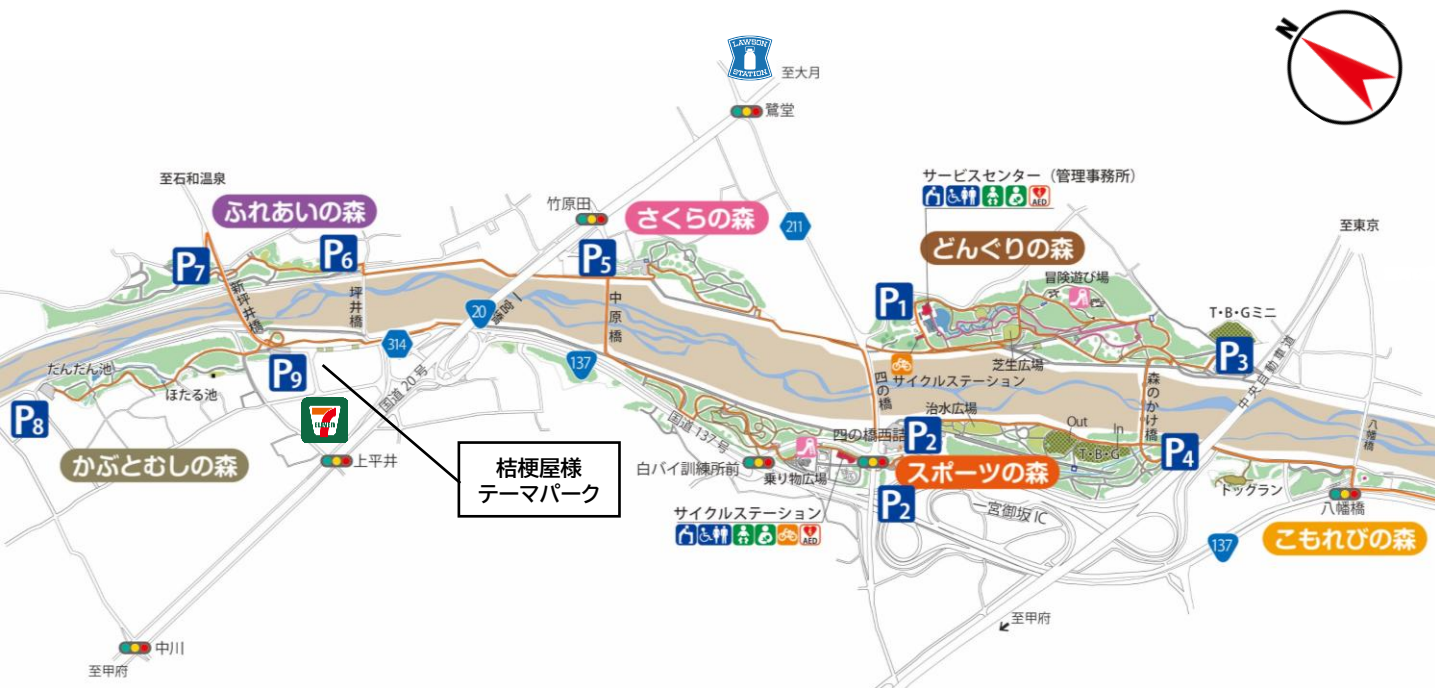 N
LAWSON
STATION
至大月
鷺堂
至石和温泉
ふれあいの森
竹原田
さくらの森
211
サービスセンター（管理事務所）
AED
どんぐりの森
至東京
P7
P6
P5
P1
冒険遊び場
T・B・Gミニ
新坪井橋
坪井橋
中原橋
20
一宮橋
314
137
芝生広場
P3
中央自動車道
だんだん池
ほたる池
P9
サイクルステーション
四の橋
治水広場
森のかけ橋
P8
国道20号
国道137号
四の橋西詰
P2
Out
In
T・B・G
P4
八幡橋
かぶとむしの森
上平井
桔梗屋様
テーマパーク
白バイ訓練所前
乗り物広場
スポーツの森
ドッグラン
P2
サイクルステーション
AED
一宮御坂IC
八幡橋
137
こもれびの森
至甲府
中川
至甲府